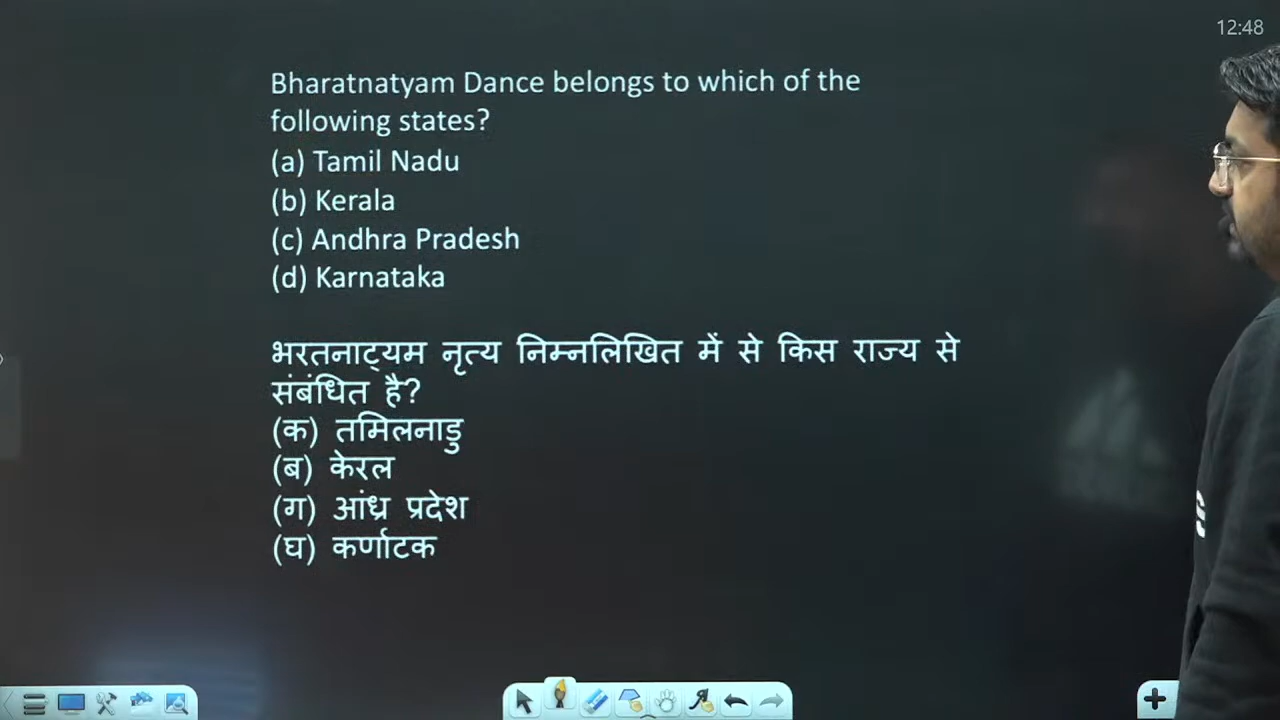 12:48
Bharatnatyam Dance belongs to which of the
following states?
(a) Tamil Nadu
(b) Kerala
(c) Andhra Pradesh
(d) Karnataka
भरतनाट्यम नृत्य निम्नलिखित में से किस राज्य से
संबंधित है?
(क) तमिलनाडु
(ब) केरल
(ग) आंध्र प्रदेश
(घ) कर्णाटक